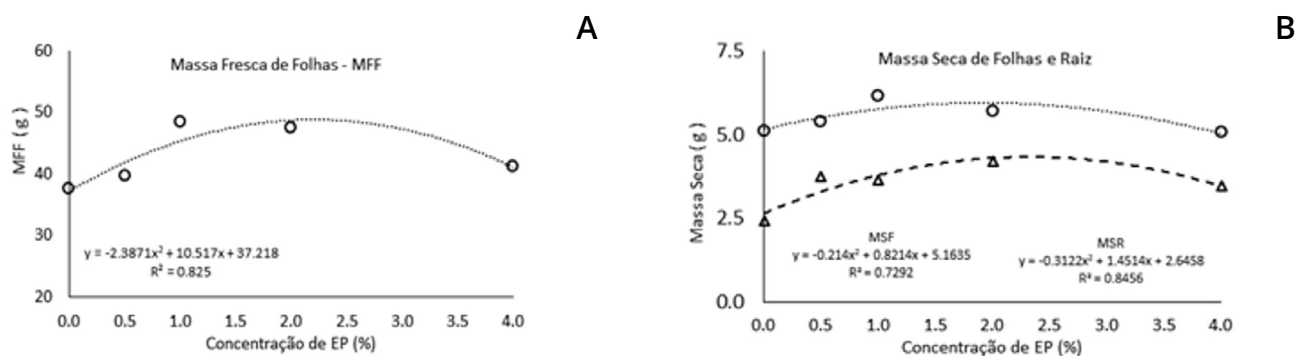 A
Massa Fresca de Folhas - MFF
60
50
40
30
20
MFF ( g )
y = -2.3871x² + 10.517x + 37.218
R² = 0.825
0.0 0.5 1.0 1.5 2.0 2.5 3.0 3.5 4.0
Concentração de EP (%)
B
Massa Seca de Folhas e Raiz
7.5
5.0
2.5
0.0
Massa Seca ( g )
MSF
y = -0.214x² + 0.8214x + 5.1635
R² = 0.7292
MSR
y = -0.3122x² + 1.4514x + 2.6458
R² = 0.8456
0.0 0.5 1.0 1.5 2.0 2.5 3.0 3.5 4.0
Concentração de EP (%)